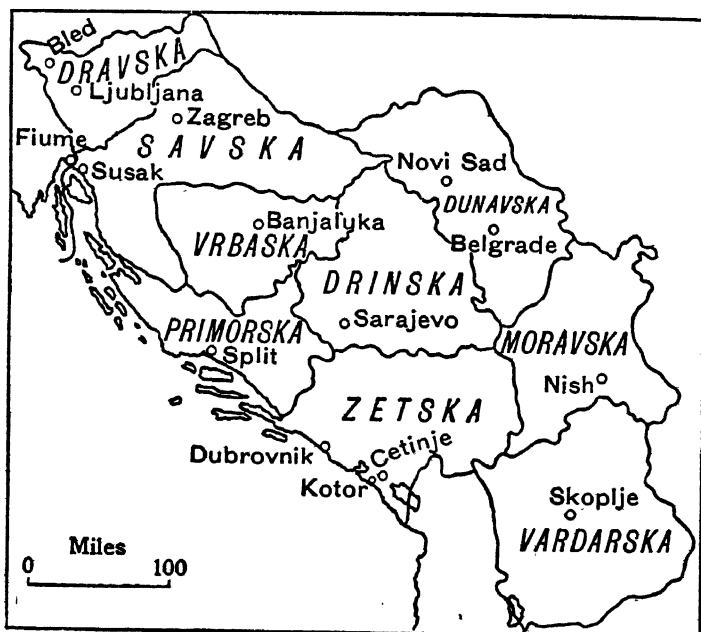 Bled
DRAVSKA
Ljubljana
Zagreb
Fiume
SAVSKA
Susak
Novi Sad
DUNAVSKA
Banjaluka
Belgrade
VRBASKA
DRINSKA
Sarajevo
PRIMORSKA
MORAVSKA
Split
Nish
ZETSKA
Dubrovnik
Cetinje
Kotor
Skoplje
VARDARSKA
Miles
0 100